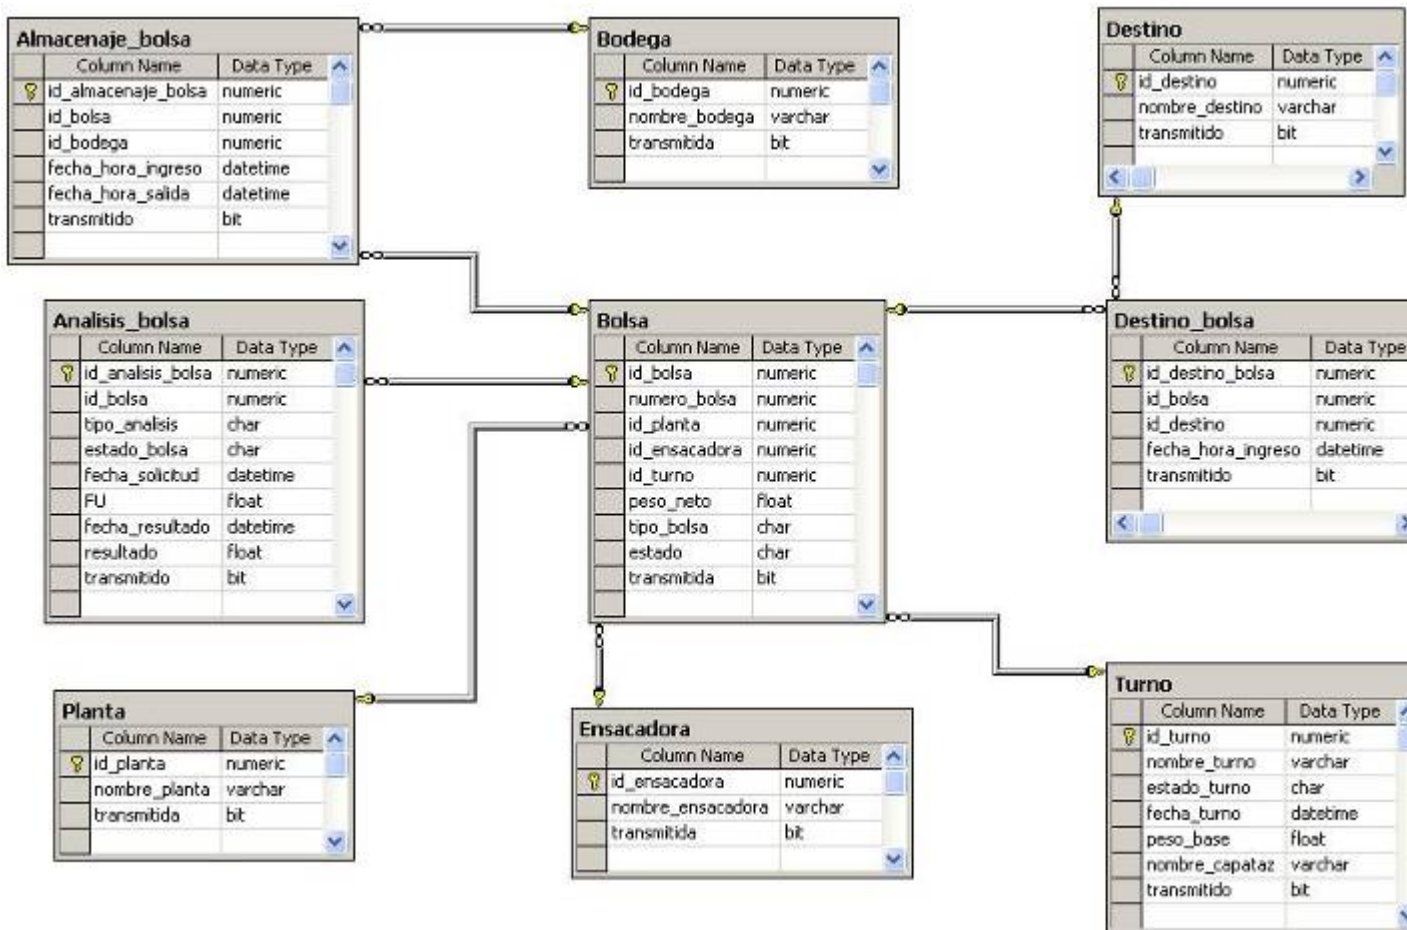 Almacenaje_bolsa
Column Name Data Type
id_almacenaje_bolsa numeric
id_bolsa numeric
id_bodega numeric
fecha_hora_ingreso datetime
fecha_hora_salida datetime
transmitido bit
Bodega
Column Name Data Type
id_bodega numeric
nombre_bodega varchar
transmitida bit
Destino
Column Name Data Type
id_destino numeric
nombre_destino varchar
transmitido bit
Analisis_bolsa
Column Name Data Type
id_analisis_bolsa numeric
id_bolsa numeric
tipo_analisis char
estado_bolsa char
fecha_solicitud datetime
FU float
fecha_resultado datetime
resultado float
transmitido bit
Bolsa
Column Name Data Type
id_bolsa numeric
numero_bolsa numeric
id_planta numeric
id_ensacadora numeric
id_turno numeric
peso_neto float
tipo_bolsa char
estado char
transmitida bit
Destino_bolsa
Column Name Data Type
id_destino_bolsa numeric
id_bolsa numeric
id_destino numeric
fecha_hora_ingreso datetime
transmitido bit
Planta
Column Name Data Type
id_planta numeric
nombre_planta varchar
transmitida bit
Ensacadora
Column Name Data Type
id_ensacadora numeric
nombre_ensacadora varchar
transmitida bit
Turno
Column Name Data Type
id_turno numeric
nombre_turno varchar
estado_turno char
fecha_turno datetime
peso_base float
nombre_capataz varchar
transmitido bit